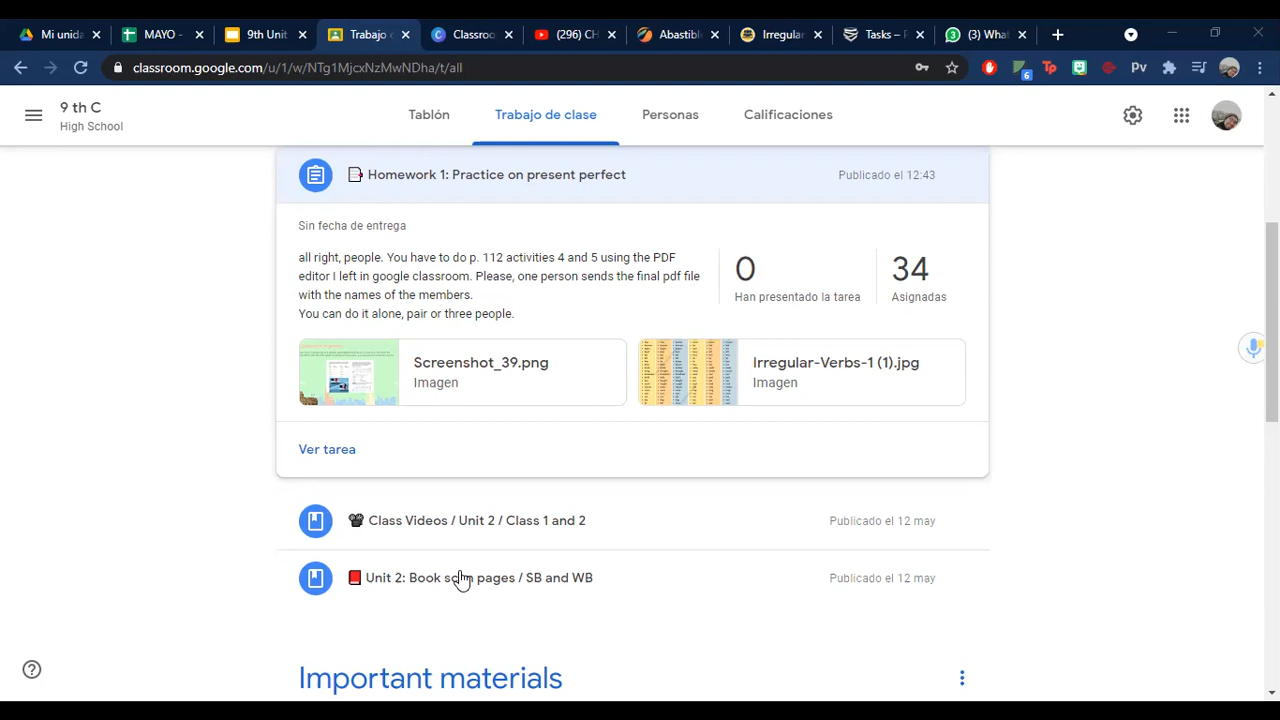 Mi unida
MAYO -
9th Unit
Trabajo
Classroo
(296) CH
Abastibl
Irregular
Tasks –
(3) What
classroom.google.com/u/1/w/NTg1MjcxNzMwNDha/t/all
6
Tp
Pv
9 th C
High School
Tablón
Trabajo de clase
Personas
Calificaciones
Homework 1: Practice on present perfect
Publicado el 12:43
Sin fecha de entrega
all right, people. You have to do p. 112 activities 4 and 5 using the PDF
editor I left in google classroom. Please, one person sends the final pdf file
with the names of the members.
You can do it alone, pair or three people.
0
Han presentado la tarea
34
Asignadas
Screenshot_39.png
Imagen
Irregular-Verbs-1 (1).jpg
Imagen
Ver tarea
Class Videos / Unit 2 / Class 1 and 2
Publicado el 12 may
Unit 2: Book pages / SB and WB
Publicado el 12 may
Important materials